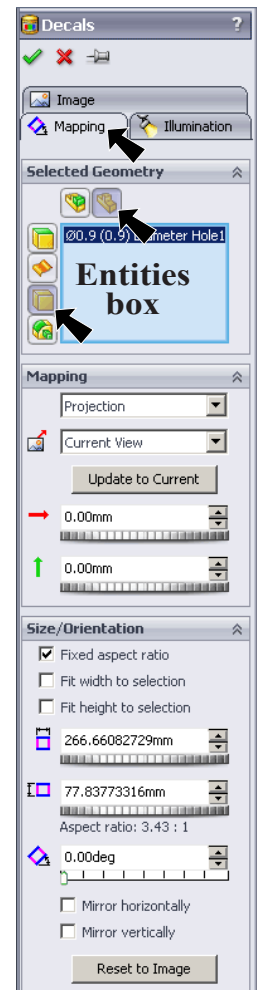 Decals ?
Image
Mapping Illumination
Selected Geometry
Ø0.9 (0.9) Diameter Hole1
Entities
box
Mapping
Projection
Current View
Update to Current
0.00mm
0.00mm
Size/Orientation
Fixed aspect ratio
Fit width to selection
Fit height to selection
266.66082729mm
77.83773316mm
Aspect ratio: 3.43 : 1
0.00deg
Mirror horizontally
Mirror vertically
Reset to Image